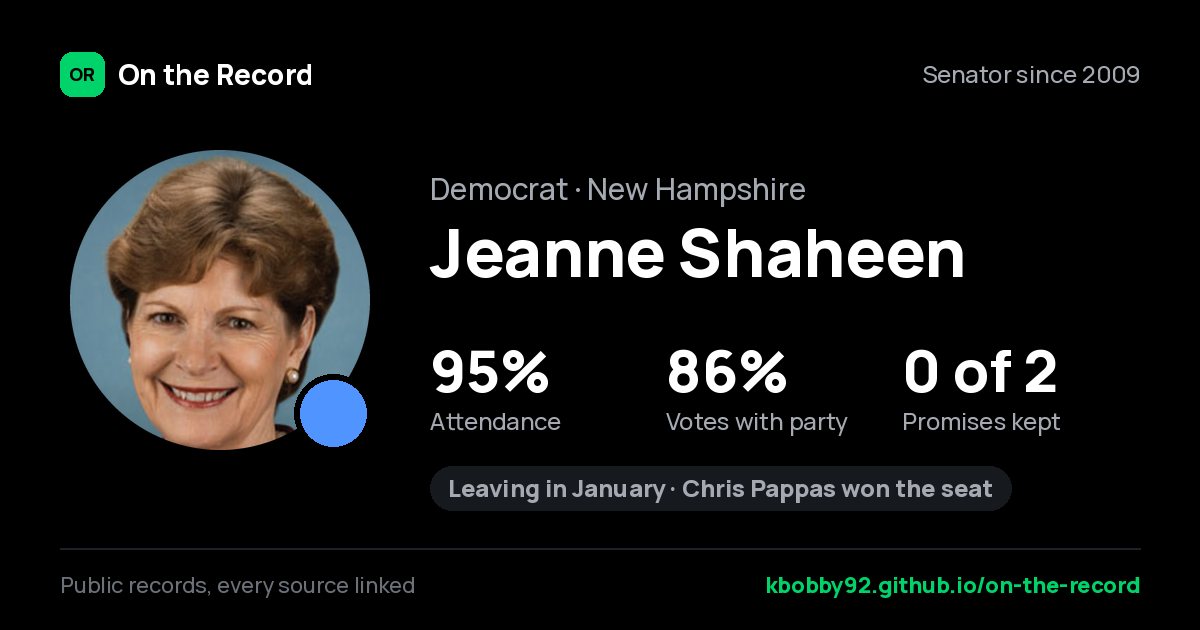 OR On the Record
Senator since 2009
Democrat · New Hampshire
Jeanne Shaheen
95% 86% 0 of 2
Attendance Votes with party Promises kept
Leaving in January · Chris Pappas won the seat
Public records, every source linked
kbobby92.github.io/on-the-record